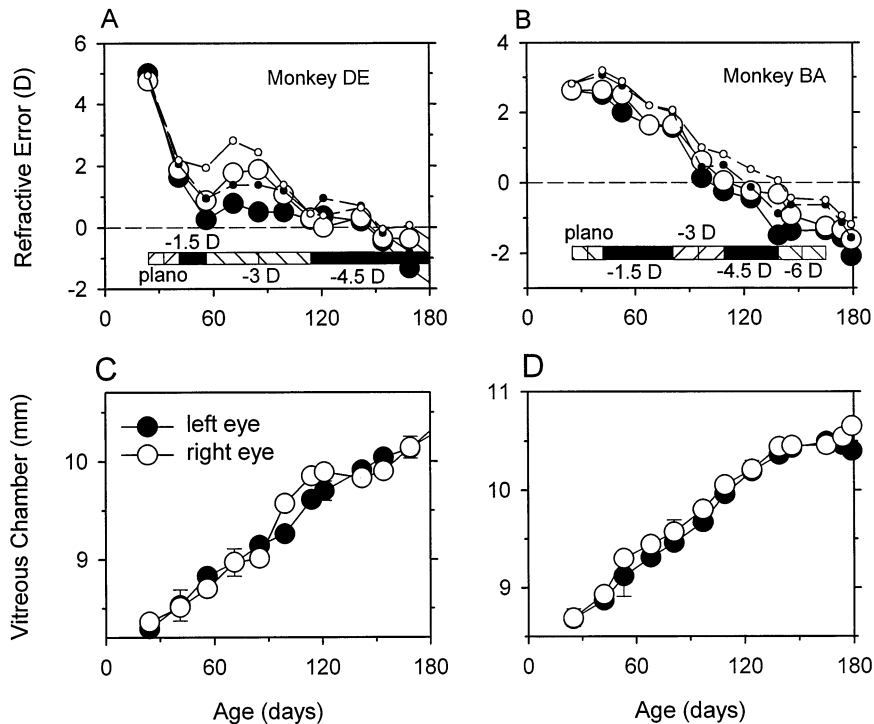 A
B
Refractive Error (D)
6
4
2
0
-2
Monkey DE
-1.5 D
plano
-3 D
-4.5 D
0
60
120
180
4
2
0
-2
Monkey BA
plano
-3 D
-1.5 D
-4.5 D
-6 D
0
60
120
180
C
D
Vitreous Chamber (mm)
10
9
left eye
right eye
0
60
120
180
Age (days)
11
10
9
0
60
120
180
Age (days)